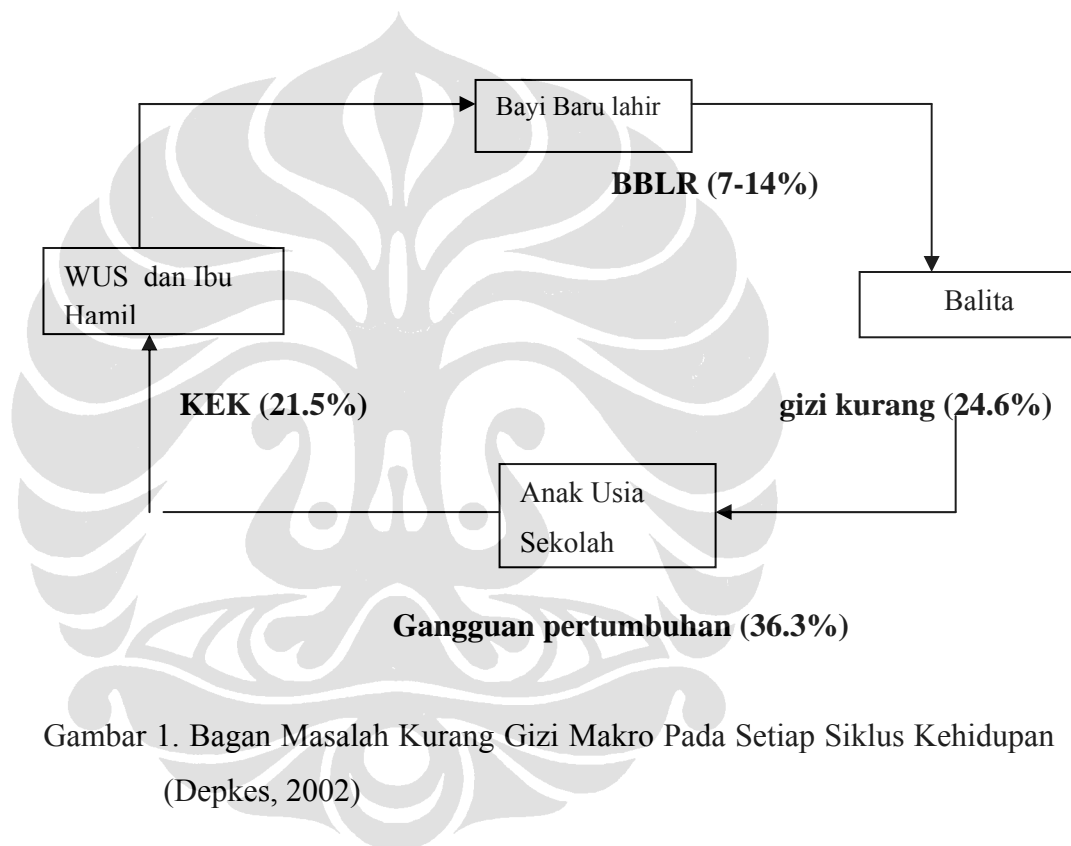 Bayi Baru lahir
BBLR (7-14%)
WUS dan Ibu
Hamil
Balita
KEK (21.5%)
gizi kurang (24.6%)
Anak Usia
Sekolah
Gangguan pertumbuhan (36.3%)
Gambar 1. Bagan Masalah Kurang Gizi Makro Pada Setiap Siklus Kehidupan
(Depkes, 2002)